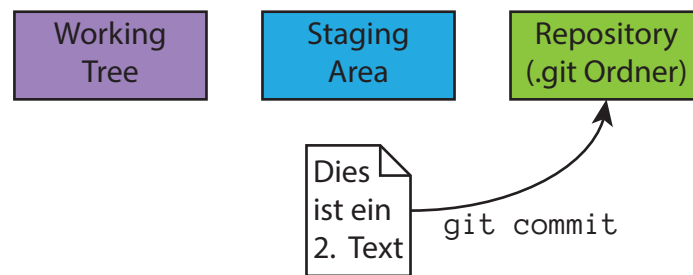 Working
Tree
Staging
Area
Repository
(.git Ordner)
Dies
ist ein
2. Text
git commit